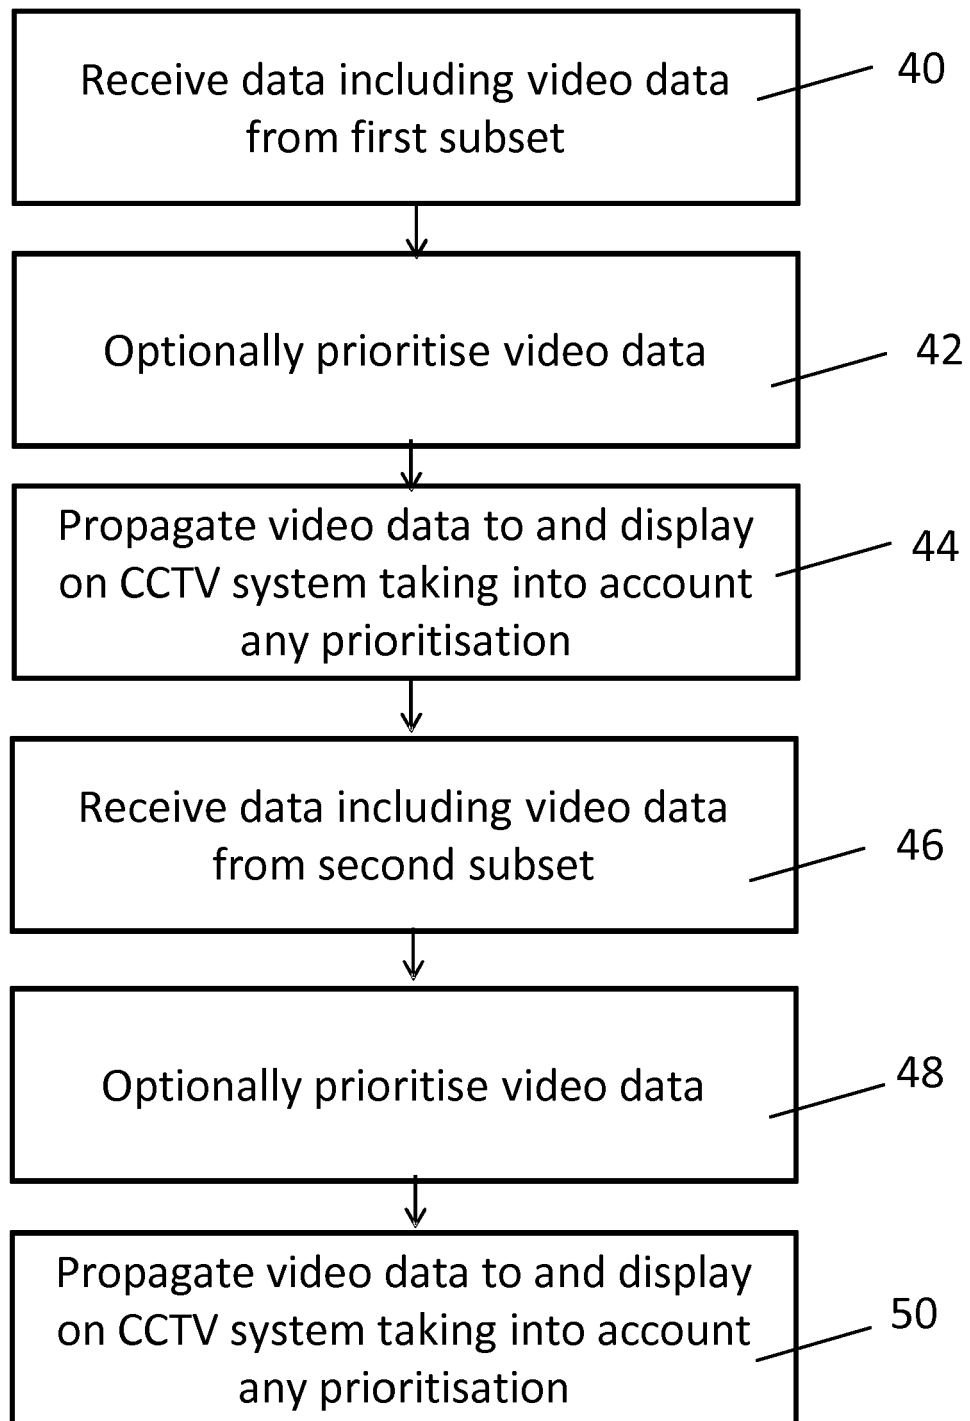 Receive data including video data
from first subset
40
Optionally prioritise video data
42
Propagate video data to and display
on CCTV system taking into account
any prioritisation
44
Receive data including video data
from second subset
46
Optionally prioritise video data
48
Propagate video data to and display
on CCTV system taking into account
any prioritisation
50